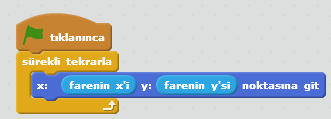 tıklanınca
sürekli tekrarla
x: farenin x'i y: farenin y'si noktasına git